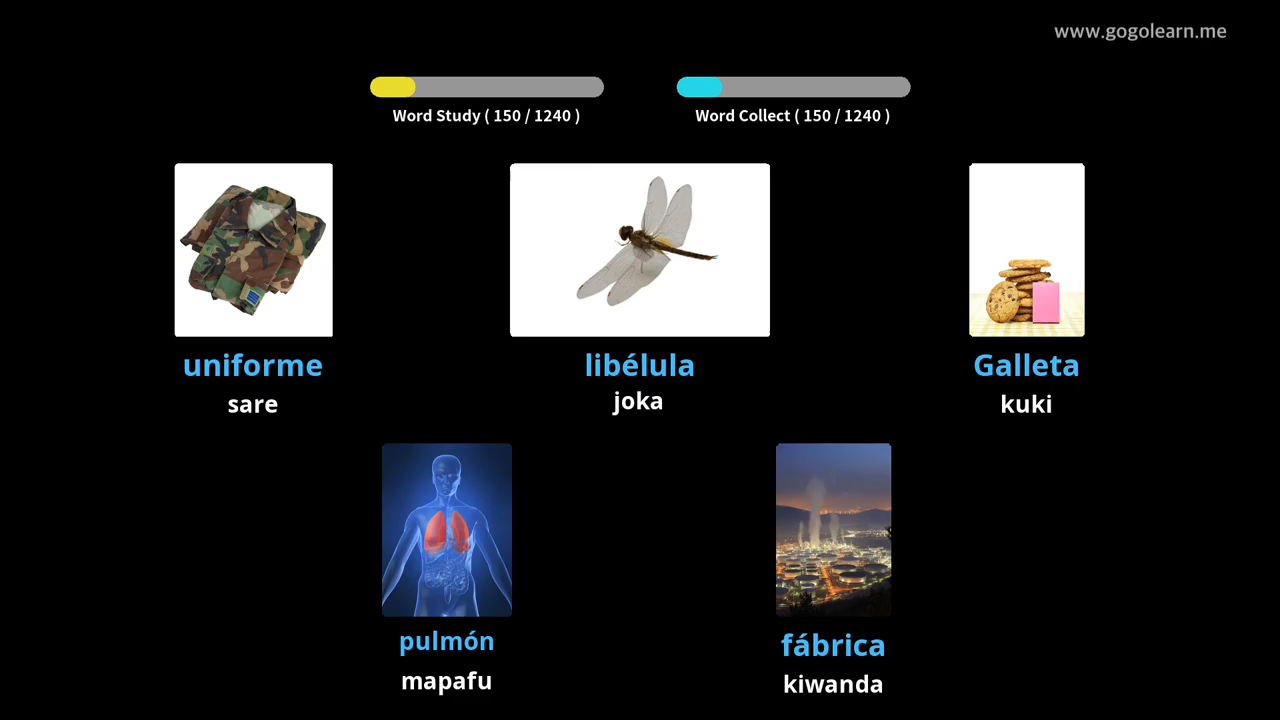 www.gogolearn.me
Word Study ( 150 / 1240 )
Word Collect ( 150 / 1240 )
uniforme
sare
libélula
joka
Galleta
kuki
pulmón
mapafu
fábrica
kiwanda